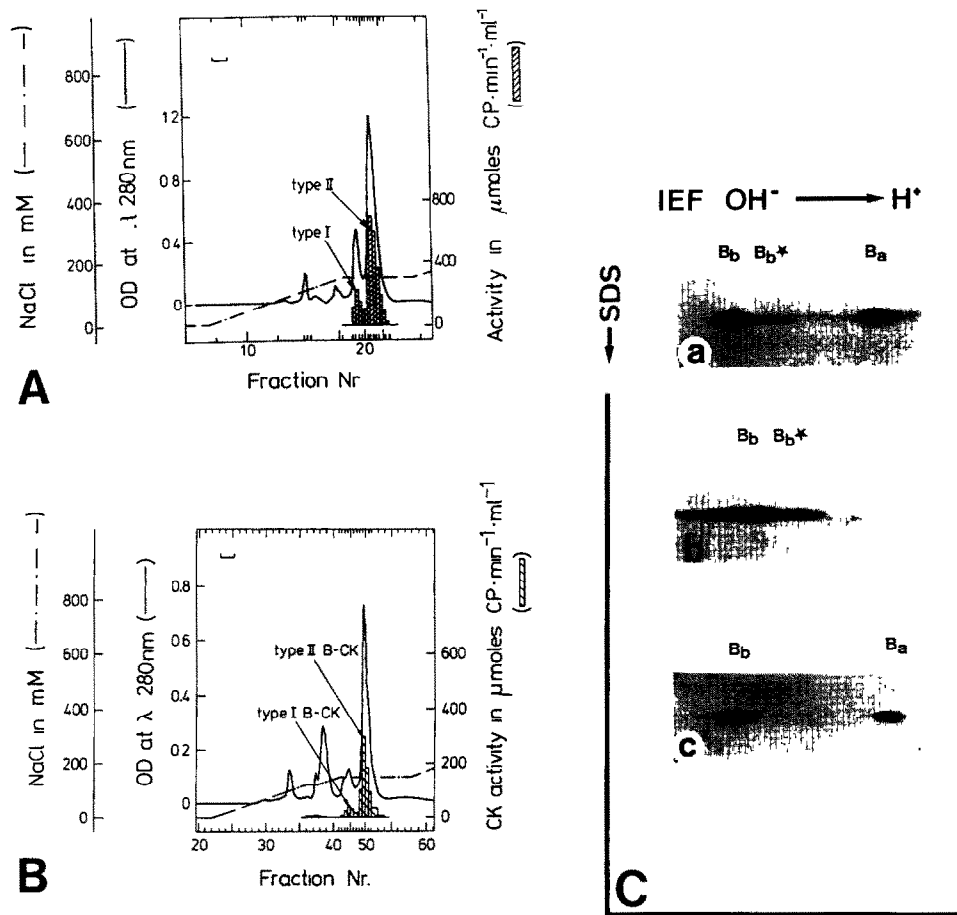 NaCl in mM (— · — · —)
OD at λ 280nm (——)
Activity in μmoles CP·min⁻¹·ml⁻¹
800
600
400
200
0
1.2
0.4
0
800
400
0
type II
type I
10
20
Fraction Nr
A
NaCl in mM (— · — · —)
OD at λ 280nm (——)
CK activity in μmoles CP·min⁻¹·ml⁻¹
800
600
400
200
0
0.8
0.6
0.4
0.2
0
600
400
200
0
type II B-CK
type I B-CK
20
30
40
50
60
Fraction Nr.
B
IEF OH⁻ → H⁺
SDS
Bb Bb* Ba
a
Bb Bb*
b
Bb Ba
c
C